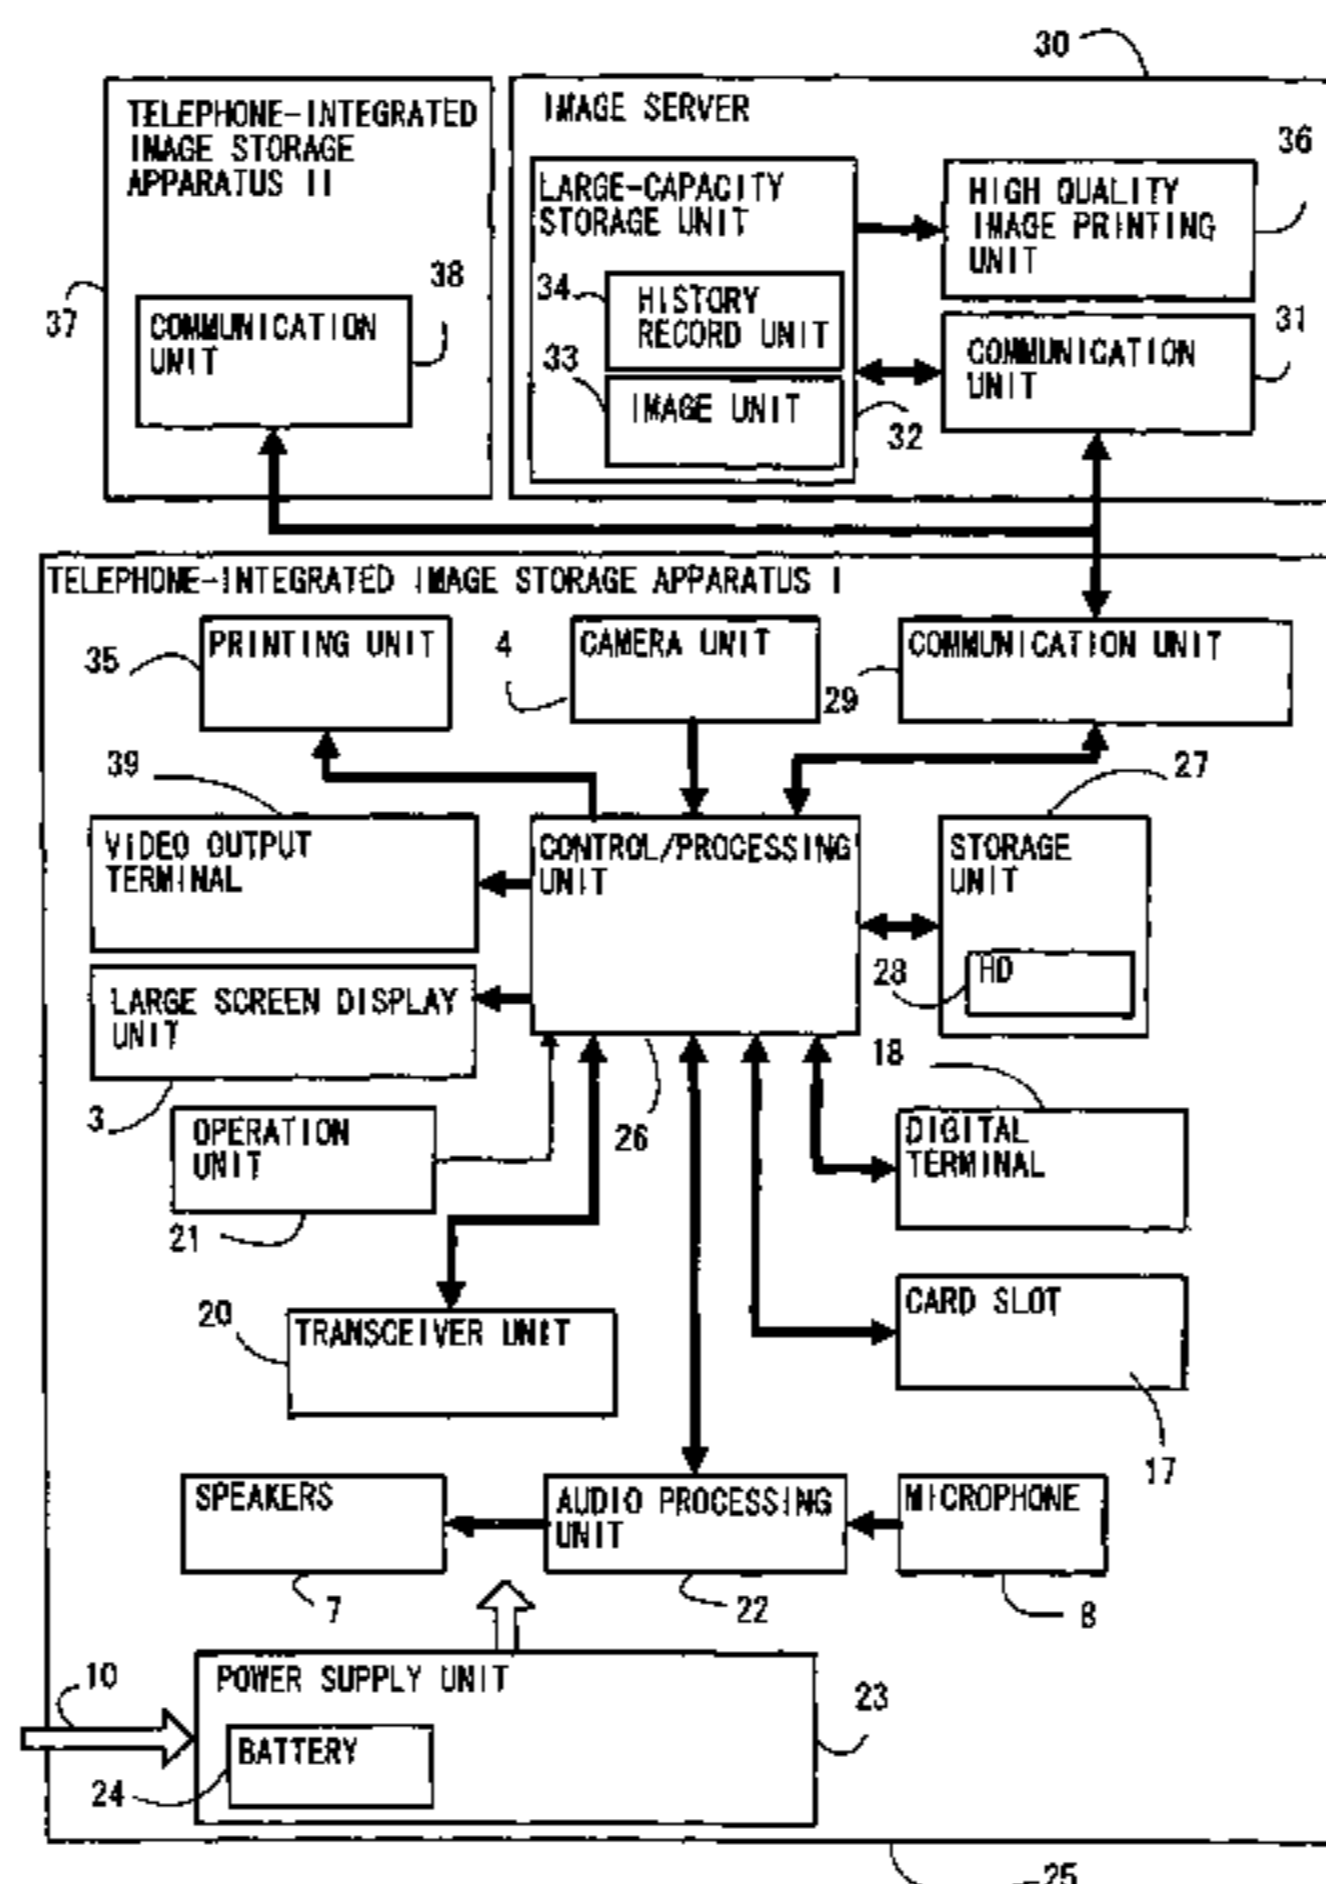 30
TELEPHONE-INTEGRATED
IMAGE STORAGE
APPARATUS II
37
38
COMMUNICATION
UNIT
IMAGE SERVER
LARGE-CAPACITY
STORAGE UNIT
34
HISTORY
RECORD UNIT
33
IMAGE UNIT
32
36
HIGH QUALITY
IMAGE PRINTING
UNIT
31
COMMUNICATION
UNIT
TELEPHONE-INTEGRATED IMAGE STORAGE APPARATUS I
35
PRINTING UNIT
4
CAMERA UNIT
29
COMMUNICATION UNIT
39
VIDEO OUTPUT
TERMINAL
CONTROL/PROCESSING
UNIT
27
STORAGE
UNIT
28
HD
LARGE SCREEN DISPLAY
UNIT
3
26
18
OPERATION
UNIT
21
DIGITAL
TERMINAL
20
TRANSCEIVER UNIT
CARD SLOT
17
SPEAKERS
7
AUDIO PROCESSING
UNIT
22
MICROPHONE
8
10
POWER SUPPLY UNIT
23
BATTERY
24
25